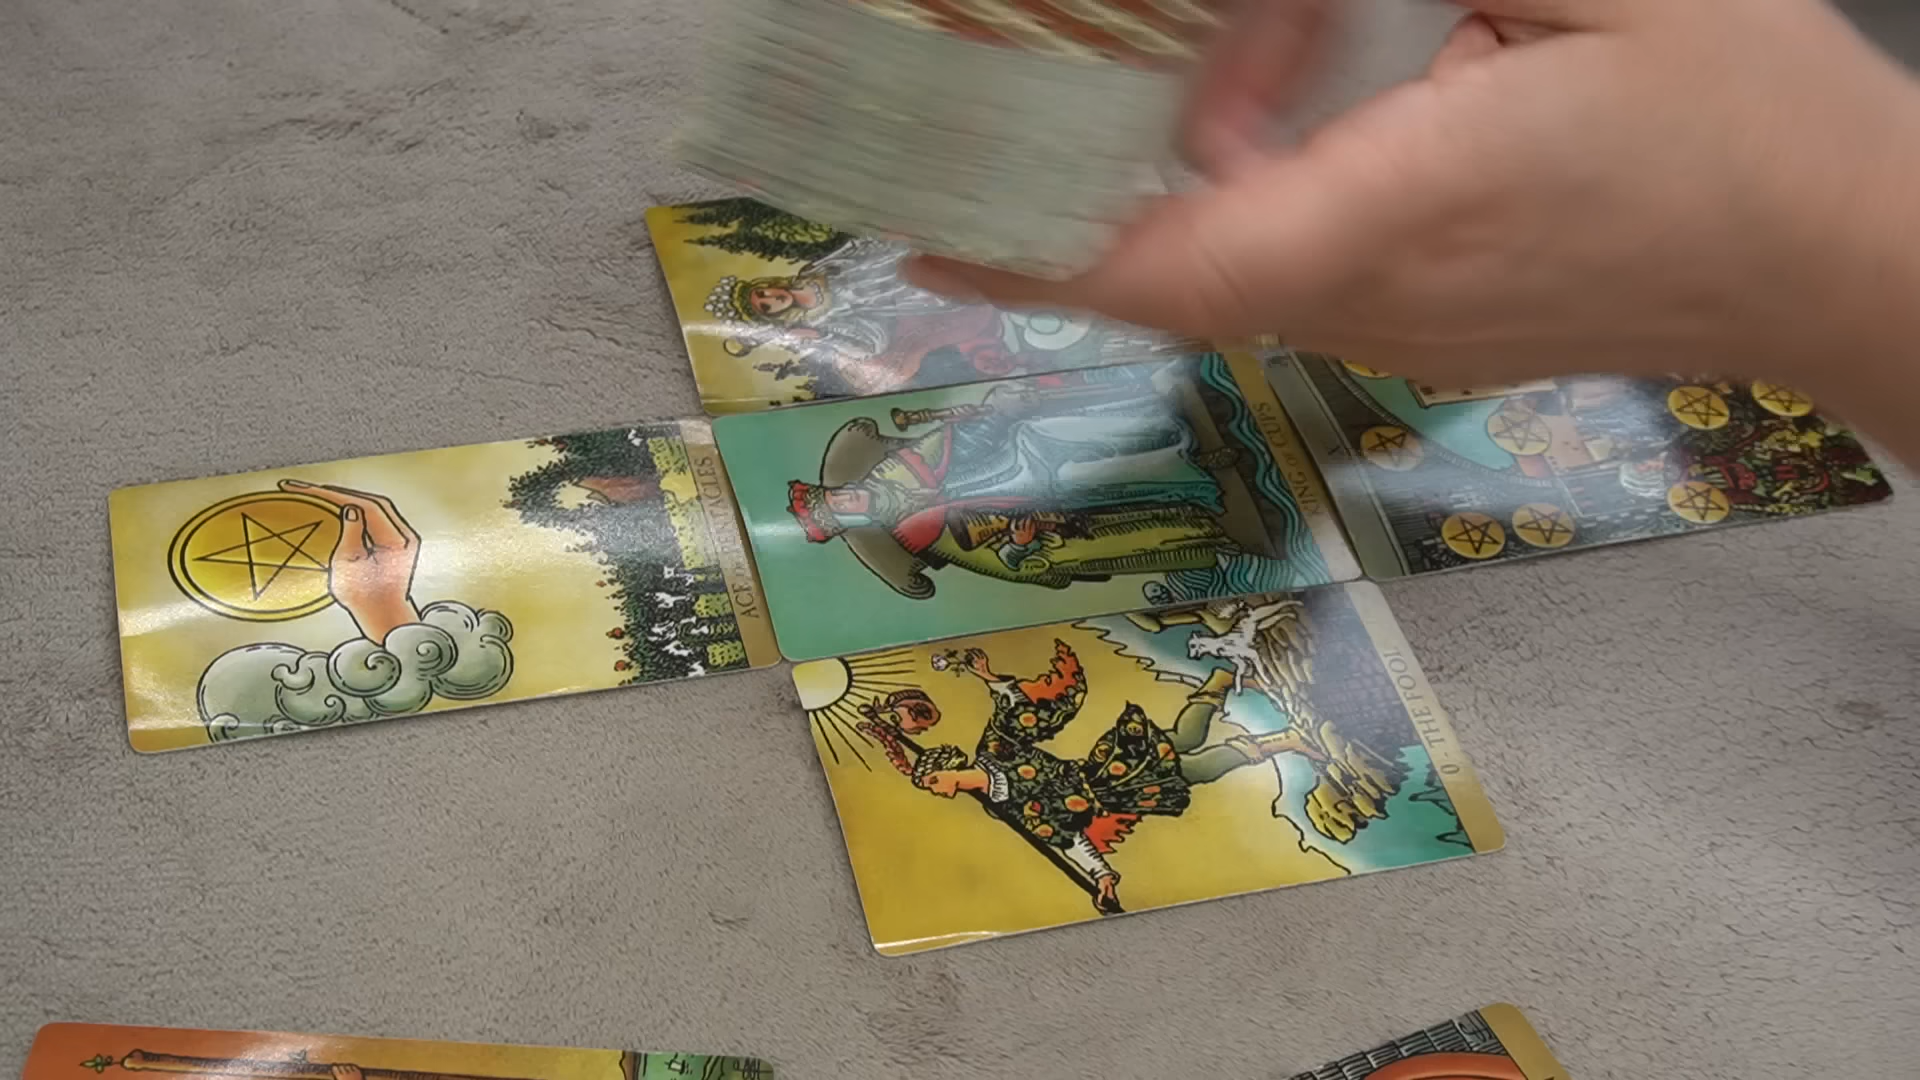 ACE OF PENTACLES
KING OF CUPS
0 - THE FOOL